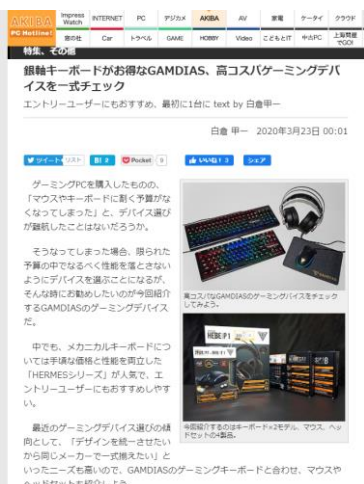 AKIBA
PC Hotline!
Impress Watch
INTERNET
PC
デジカメ
AKIBA
AV
家電
ケータイ
クラウド
窓の杜
Car
トラベル
GAME
HOBBY
Video
こどもとIT
中古PC
上海問屋でGO!
特集、その他
銀軸キーボードがお得なGAMDIAS、高コスパゲーミングデバ
イスを一式チェック
エントリーユーザーにもおすすめ、最初に1台に text by 白倉甲一
白倉 甲一 2020年3月23日 00:01
ツイート
リスト
B! 2
Pocket 9
いいね! 3
シェア
ゲーミングPCを購入したものの、
「マウスやキーボードに割く予算がな
くなってしまった」と、デバイス選び
が難航したことはないだろうか。
そうなってしまった場合、限られた
予算の中でなるべく性能を落とさない
ようにデバイスを選ぶことになるが、
そんな時にお勧めしたいのが今回紹介
するGAMDIASのゲーミングデバイス
だ。
高コスパなGAMDIASのゲーミングバイスをチェック
してみよう。
中でも、メカニカルキーボードにつ
いては手頃な価格と性能を両立した
「HERMESシリーズ」が人気で、エ
ントリーユーザーにもおすすめしやす
い。
HEBE P1
今回紹介するのはキーボード×2モデル、マウス、ヘッ
ドセットの4製品。
最近のゲーミングデバイス選びの傾
向として、「デザインを統一させたい
から同じメーカーで一式揃えたい」と
いったニーズも高いので、GAMDIASのゲーミングキーボードと合わせ、マウスや
ヘッドセットも紹介しよう